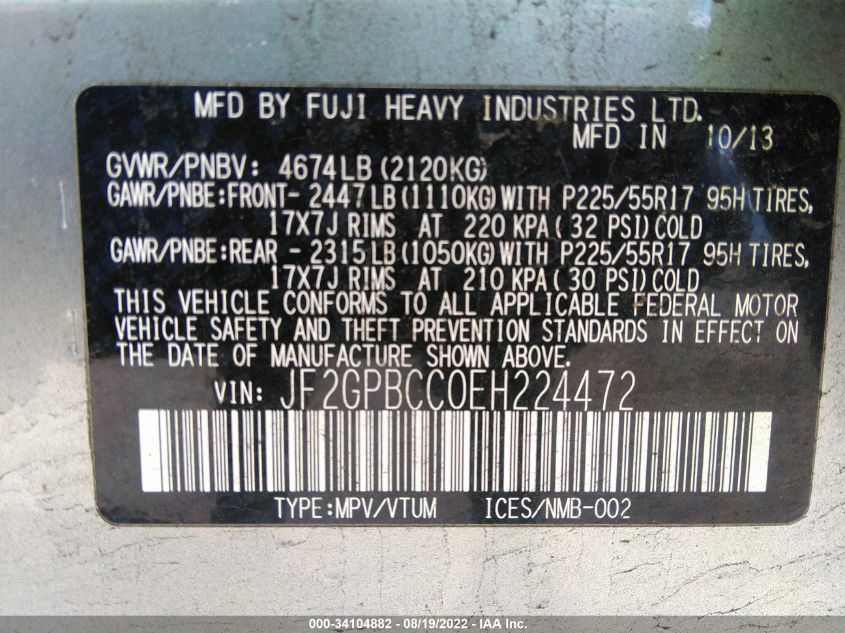 MFD BY FUJI HEAVY INDUSTRIES LTD.
MFD IN 10/13
GVWR/PNBV: 4674LB(2120KG)
GAWR/PNBE:FRONT- 2447LB(1110KG)WITH P225/55R17 95H TIRES,
17X7J RIMS AT 220 KPA(32 PSI)COLD
GAWR/PNBE:REAR - 2315LB(1050KG)WITH P225/55R17 95H TIRES,
17X7J RIMS AT 210 KPA(30 PSI)COLD
THIS VEHICLE CONFORMS TO ALL APPLICABLE FEDERAL MOTOR
VEHICLE SAFETY AND THEFT PREVENTION STANDARDS IN EFFECT ON
THE DATE OF MANUFACTURE SHOWN ABOVE.
VIN: JF2GPBCC0EH224472
TYPE:MPV/VTUM ICES/NMB-002
000-34104882 - 08/19/2022 - IAA Inc.